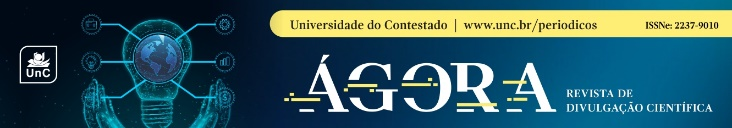 Universidade do Contestado | www.unc.br/periodicos ISSNe: 2237-9010
UnC
ÁGORA
REVISTA DE
DIVULGAÇÃO CIENTÍFICA